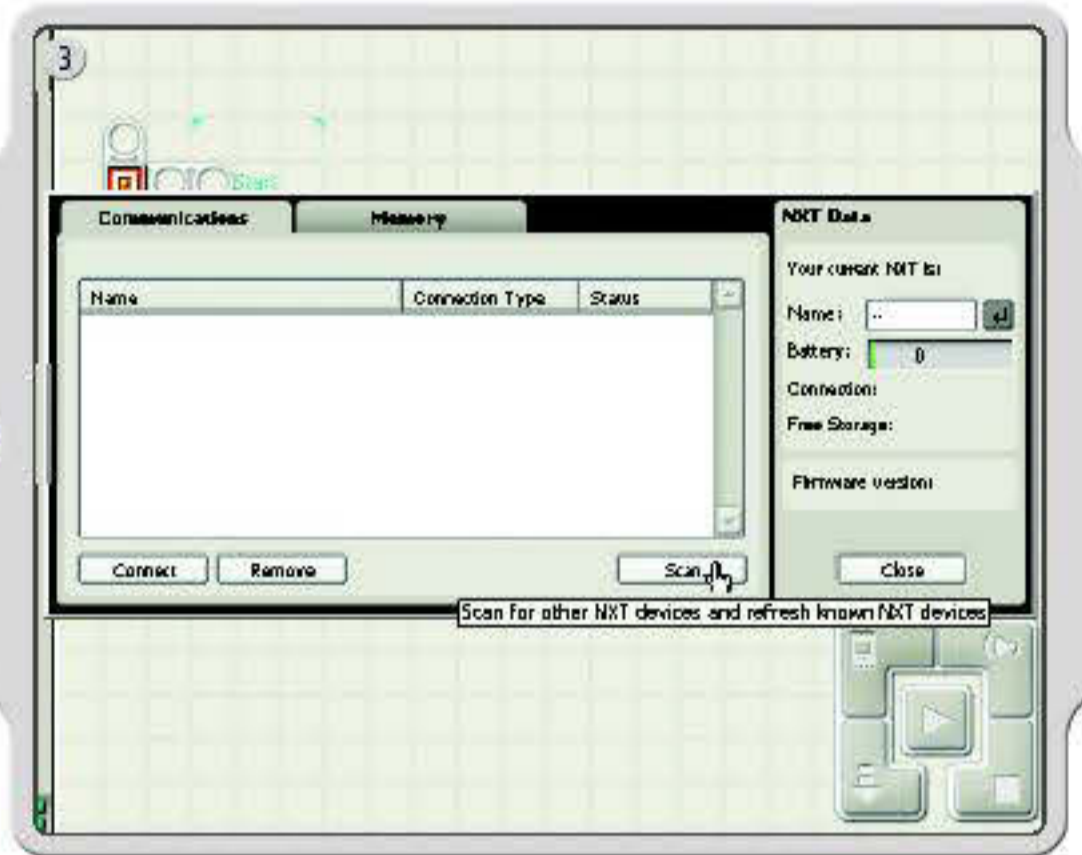 3
Start
Communications
Memory
NXT Data
Your current NXT is:
Name
Connection Type
Status
Name: --
Battery: 0
Connection:
Free Storage:
Firmware version:
Connect
Remove
Scan
Close
Scan for other NXT devices and refresh known NXT devices